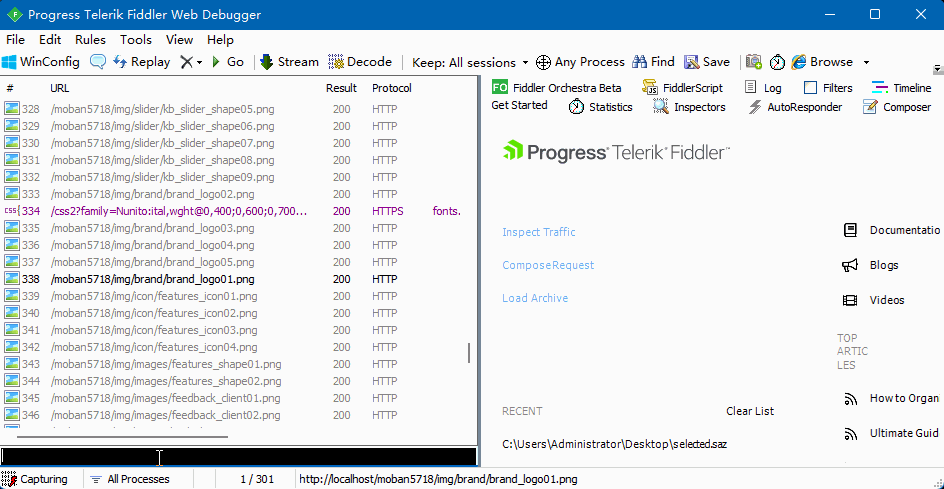 Progress Telerik Fiddler Web Debugger
File Edit Rules Tools View Help
WinConfig Replay Go Stream Decode Keep: All sessions Any Process Find Save Browse
# URL Result Protocol
328 /moban5718/img/slider/kb_slider_shape05.png 200 HTTP
329 /moban5718/img/slider/kb_slider_shape06.png 200 HTTP
330 /moban5718/img/slider/kb_slider_shape07.png 200 HTTP
331 /moban5718/img/slider/kb_slider_shape08.png 200 HTTP
332 /moban5718/img/slider/kb_slider_shape09.png 200 HTTP
333 /moban5718/img/brand/brand_logo02.png 200 HTTP
css{ 334 /css2?family=Nunito:ital,wght@0,400;0,600;0,700... 200 HTTPS fonts.
335 /moban5718/img/brand/brand_logo03.png 200 HTTP
336 /moban5718/img/brand/brand_logo04.png 200 HTTP
337 /moban5718/img/brand/brand_logo05.png 200 HTTP
338 /moban5718/img/brand/brand_logo01.png 200 HTTP
339 /moban5718/img/icon/features_icon01.png 200 HTTP
340 /moban5718/img/icon/features_icon02.png 200 HTTP
341 /moban5718/img/icon/features_icon03.png 200 HTTP
342 /moban5718/img/icon/features_icon04.png 200 HTTP
343 /moban5718/img/images/features_shape01.png 200 HTTP
344 /moban5718/img/images/features_shape02.png 200 HTTP
345 /moban5718/img/images/feedback_client01.png 200 HTTP
346 /moban5718/img/images/feedback_client02.png 200 HTTP
FO Fiddler Orchestra Beta FiddlerScript Log Filters Timeline
Get Started Statistics Inspectors AutoResponder Composer
Progress Telerik Fiddler™
Inspect Traffic
ComposeRequest
Load Archive
Documentatio
Blogs
Videos
TOP
ARTIC
LES
How to Organ
Ultimate Guid
RECENT Clear List
C:\Users\Administrator\Desktop\selected.saz
Capturing All Processes 1 / 301 http://localhost/moban5718/img/brand/brand_logo01.png